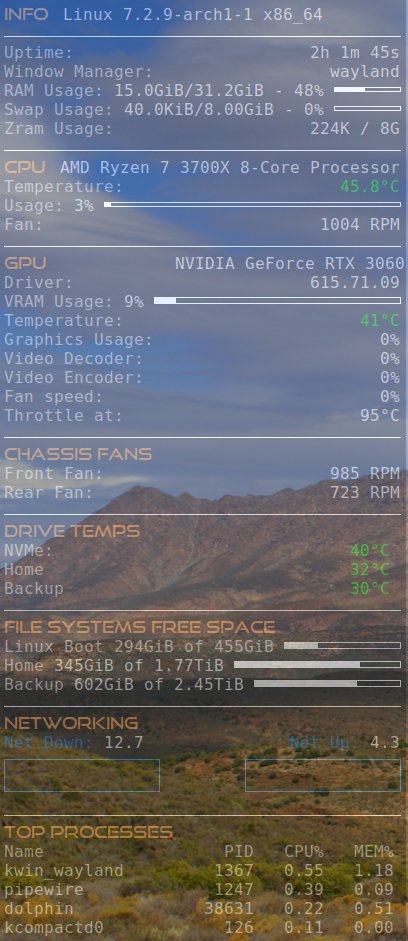 INFO Linux 7.2.9-arch1-1 x86_64
Uptime: 2h 1m 45s
Window Manager: wayland
RAM Usage: 15.0GiB/31.2GiB - 48%
Swap Usage: 40.0KiB/8.00GiB - 0%
Zram Usage: 224K / 8G
CPU AMD Ryzen 7 3700X 8-Core Processor
Temperature: 45.8°C
Usage: 3%
Fan: 1004 RPM
GPU NVIDIA GeForce RTX 3060
Driver: 615.71.09
VRAM Usage: 9%
Temperature: 41°C
Graphics Usage: 0%
Video Decoder: 0%
Video Encoder: 0%
Fan speed: 0%
Throttle at: 95°C
CHASSIS FANS
Front Fan: 985 RPM
Rear Fan: 723 RPM
DRIVE TEMPS
NVMe: 40°C
Home 32°C
Backup 30°C
FILE SYSTEMS FREE SPACE
Linux Boot 294GiB of 455GiB
Home 345GiB of 1.77TiB
Backup 602GiB of 2.45TiB
NETWORKING
Net Down: 12.7 Net Up: 4.3
TOP PROCESSES
Name PID CPU% MEM%
kwin_wayland 1367 0.55 1.18
pipewire 1247 0.39 0.09
dolphin 38631 0.22 0.51
kcompactd0 126 0.11 0.00